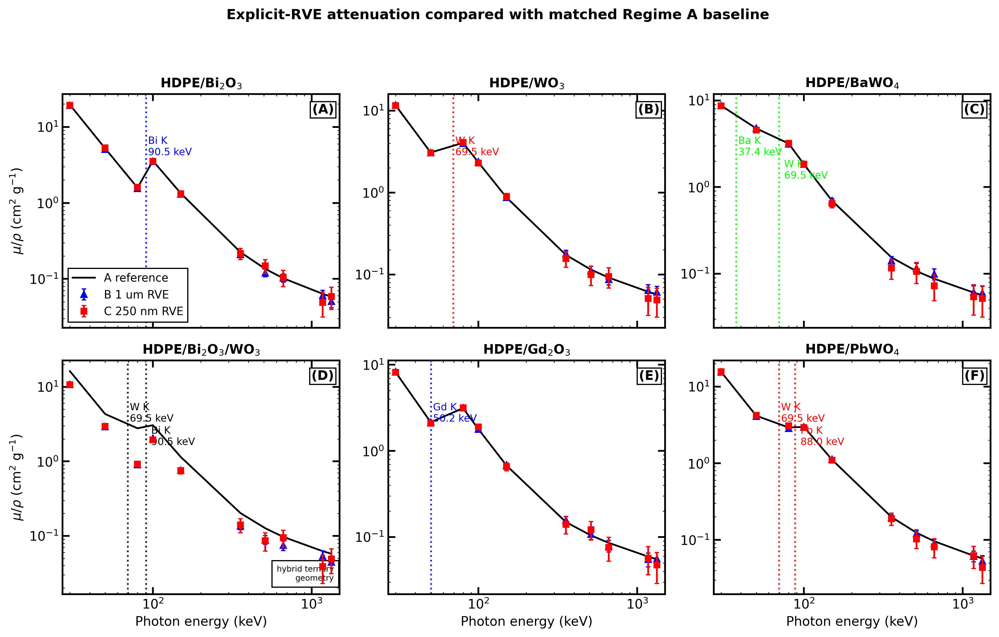 Explicit-RVE attenuation compared with matched Regime A baseline
HDPE/Bi₂O₃
HDPE/WO₃
HDPE/BaWO₄
(A)
(B)
(C)
10¹
10⁰
10⁻¹
μ/ρ (cm² g⁻¹)
Bi K
90.5 keV
A reference
B 1 um RVE
C 250 nm RVE
10¹
10⁰
10⁻¹
W K
69.5 keV
10¹
10⁰
10⁻¹
Ba K
37.4 keV
W K
69.5 keV
HDPE/Bi₂O₃/WO₃
HDPE/Gd₂O₃
HDPE/PbWO₄
(D)
(E)
(F)
10¹
10⁰
10⁻¹
μ/ρ (cm² g⁻¹)
W K
69.5 keV
Bi K
90.5 keV
hybrid ternary
geometry
10² 10³
Photon energy (keV)
10¹
10⁰
10⁻¹
Gd K
50.2 keV
10² 10³
Photon energy (keV)
10¹
10⁰
10⁻¹
W K
69.5 keV
Pb K
88.0 keV
10² 10³
Photon energy (keV)